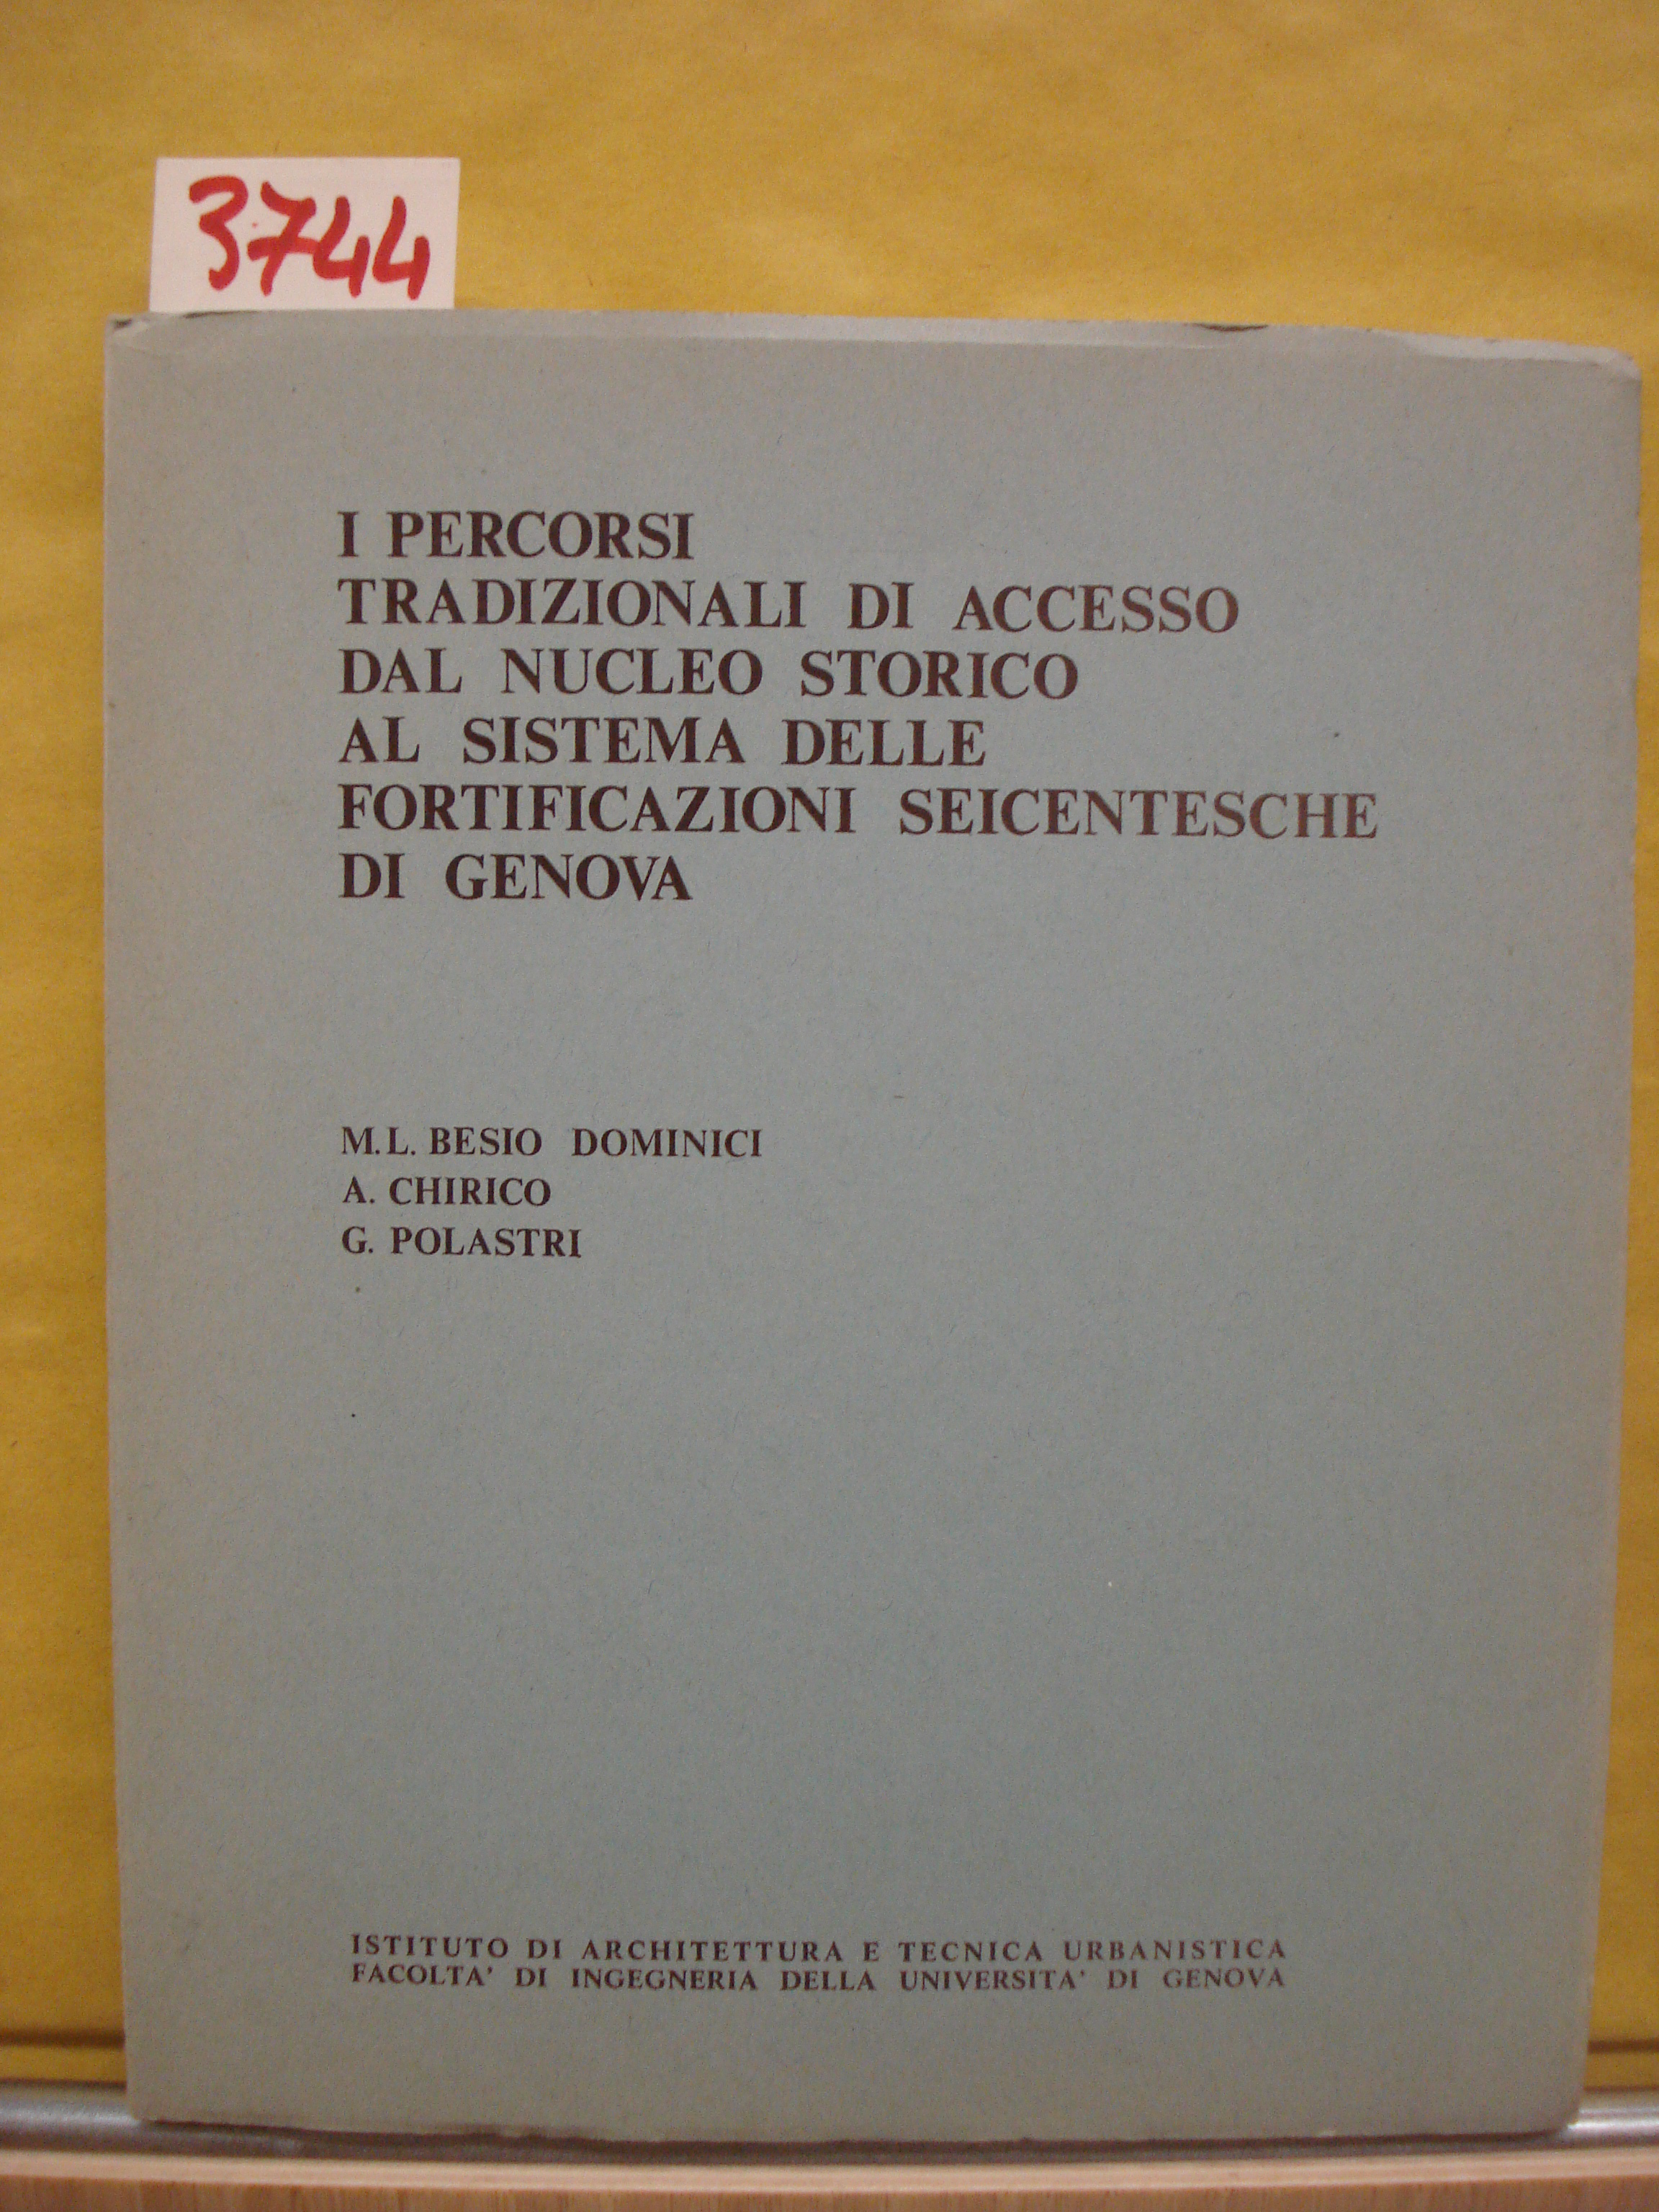 3744
I PERCORSI
TRADIZIONALI DI ACCESSO
DAL NUCLEO STORICO
AL SISTEMA DELLE
FORTIFICAZIONI SEICENTESCHE
DI GENOVA
M.L. BESIO DOMINICI
A. CHIRICO
G. POLASTRI
ISTITUTO DI ARCHITETTURA E TECNICA URBANISTICA
FACOLTA' DI INGEGNERIA DELLA UNIVERSITA' DI GENOVA